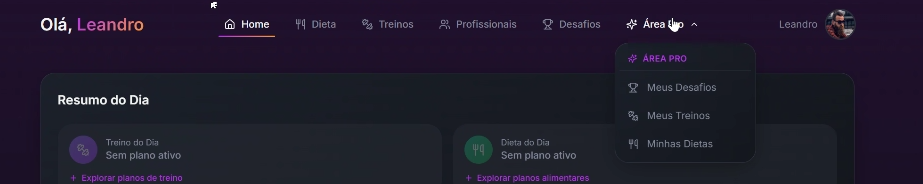 Olá, Leandro
Home
Dieta
Treinos
Profissionais
Desafios
Área
Leandro
ÁREA PRO
Meus Desafios
Meus Treinos
Minhas Dietas
Resumo do Dia
Treino do Dia
Sem plano ativo
+ Explorar planos de treino
Dieta do Dia
Sem plano ativo
+ Explorar planos alimentares